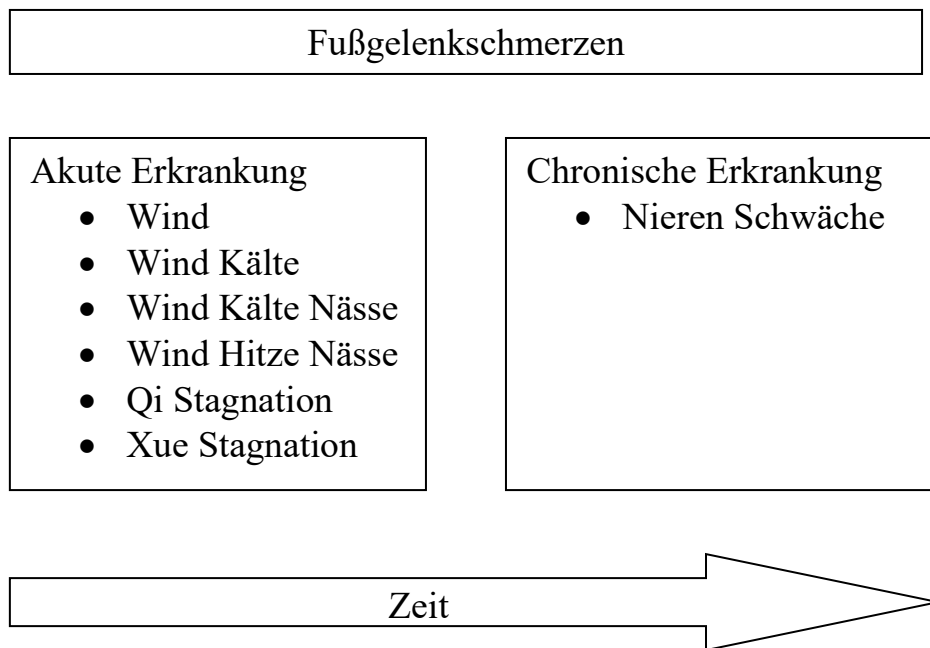 Fußgelenkschmerzen
Akute Erkrankung
• Wind
• Wind Kälte
• Wind Kälte Nässe
• Wind Hitze Nässe
• Qi Stagnation
• Xue Stagnation
Chronische Erkrankung
• Nieren Schwäche
Zeit